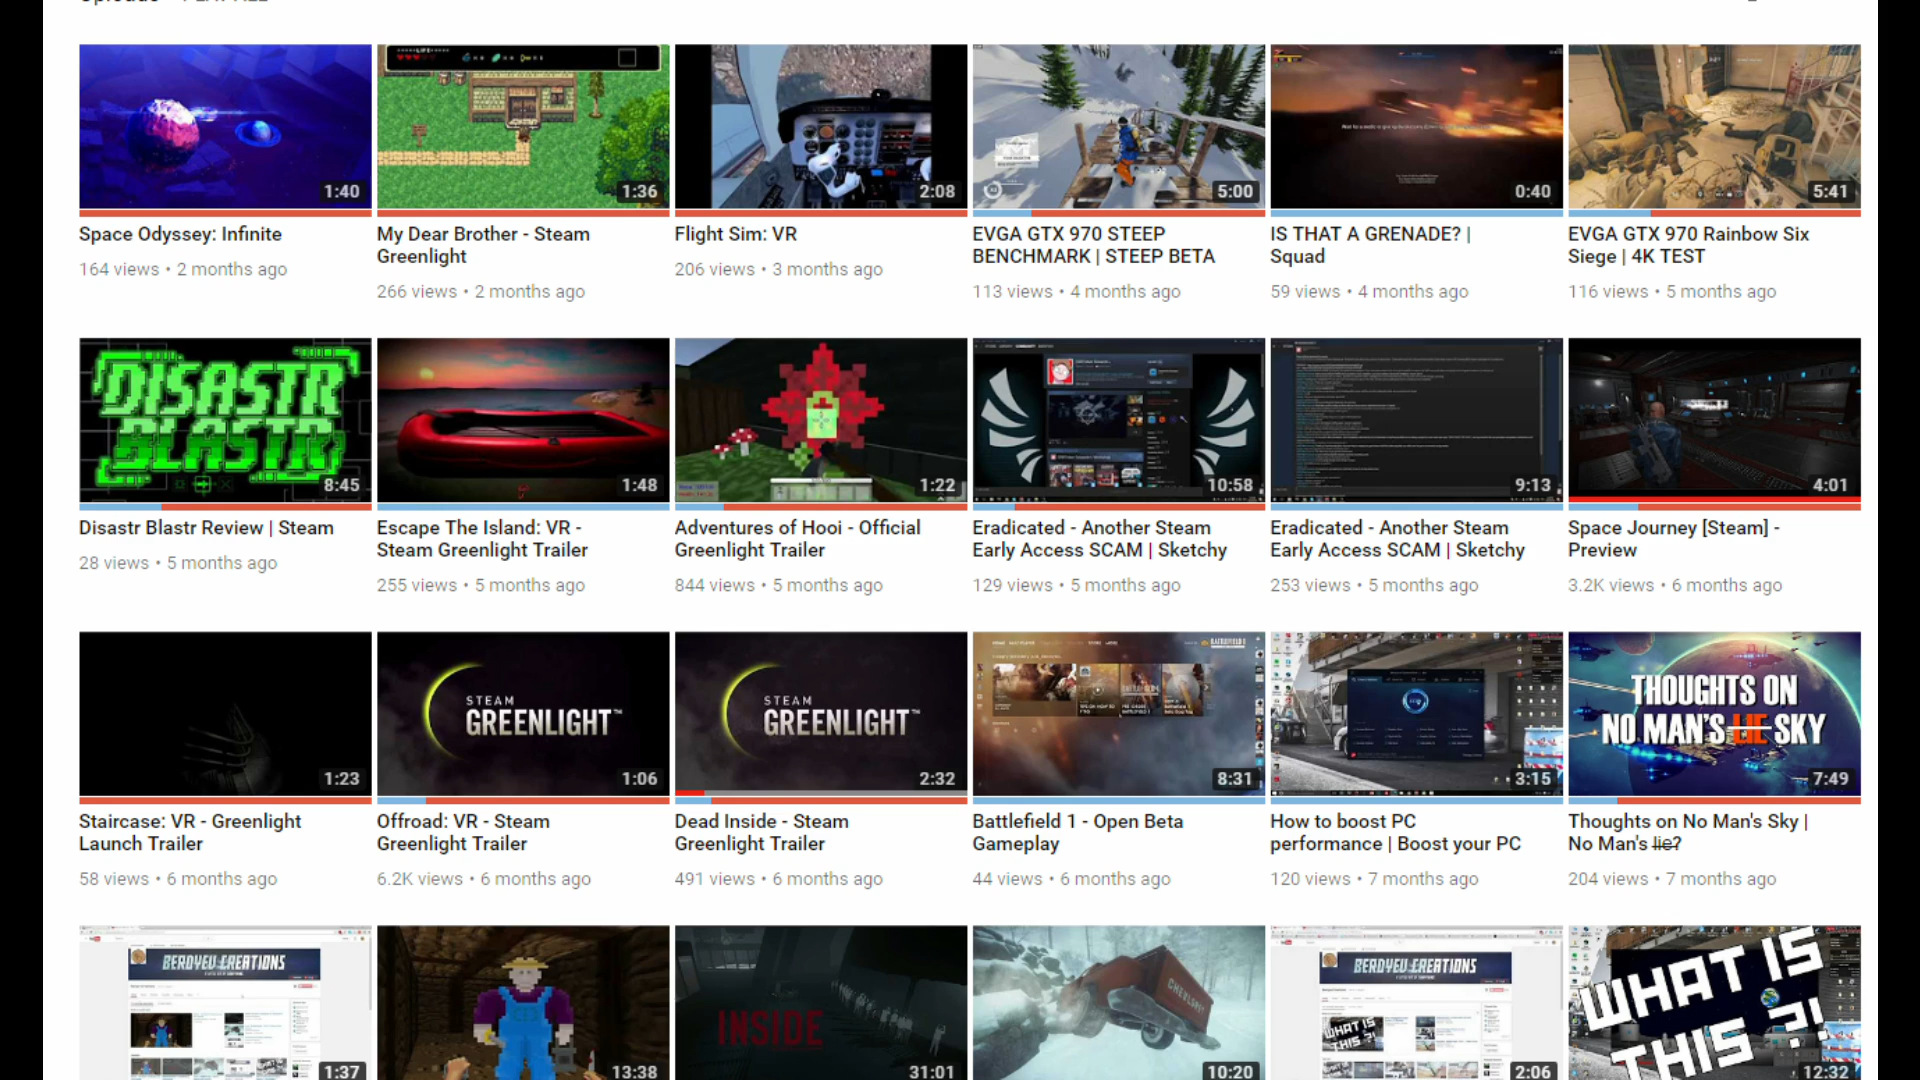 1:40
1:36
2:08
5:00
0:40
5:41
Space Odyssey: Infinite
164 views • 2 months ago
My Dear Brother - Steam
Greenlight
266 views • 2 months ago
Flight Sim: VR
206 views • 3 months ago
EVGA GTX 970 STEEP
BENCHMARK | STEEP BETA
113 views • 4 months ago
IS THAT A GRENADE? |
Squad
59 views • 4 months ago
EVGA GTX 970 Rainbow Six
Siege | 4K TEST
116 views • 5 months ago
DISASTR
BLASTR
8:45
1:48
1:22
10:58
9:13
4:01
Disastr Blastr Review | Steam
28 views • 5 months ago
Escape The Island: VR -
Steam Greenlight Trailer
255 views • 5 months ago
Adventures of Hooi - Official
Greenlight Trailer
844 views • 5 months ago
Eradicated - Another Steam
Early Access SCAM | Sketchy
129 views • 5 months ago
Eradicated - Another Steam
Early Access SCAM | Sketchy
253 views • 5 months ago
Space Journey [Steam] -
Preview
3.2K views • 6 months ago
1:23
STEAM
GREENLIGHT™
1:06
STEAM
GREENLIGHT™
2:32
8:31
3:15
THOUGHTS ON
NO MAN'S LIE SKY
7:49
Staircase: VR - Greenlight
Launch Trailer
58 views • 6 months ago
Offroad: VR - Steam
Greenlight Trailer
6.2K views • 6 months ago
Dead Inside - Steam
Greenlight Trailer
491 views • 6 months ago
Battlefield 1 - Open Beta
Gameplay
44 views • 6 months ago
How to boost PC
performance | Boost your PC
120 views • 7 months ago
Thoughts on No Man's Sky |
No Man's lie?
204 views • 7 months ago
BERDYEV CREATIONS
1:37
13:38
INSIDE
31:01
10:20
BERDYEV CREATIONS
WHAT IS
THIS ?!
2:06
WHAT IS
THIS ?!
12:32